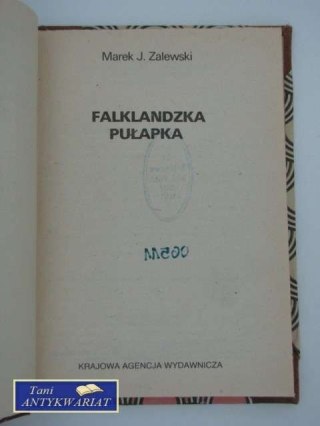 Marek J. Zalewski
FALKLANDZKA
PUŁAPKA
KRAJOWA AGENCJA WYDAWNICZA
Tani
ANTYKWARIAT